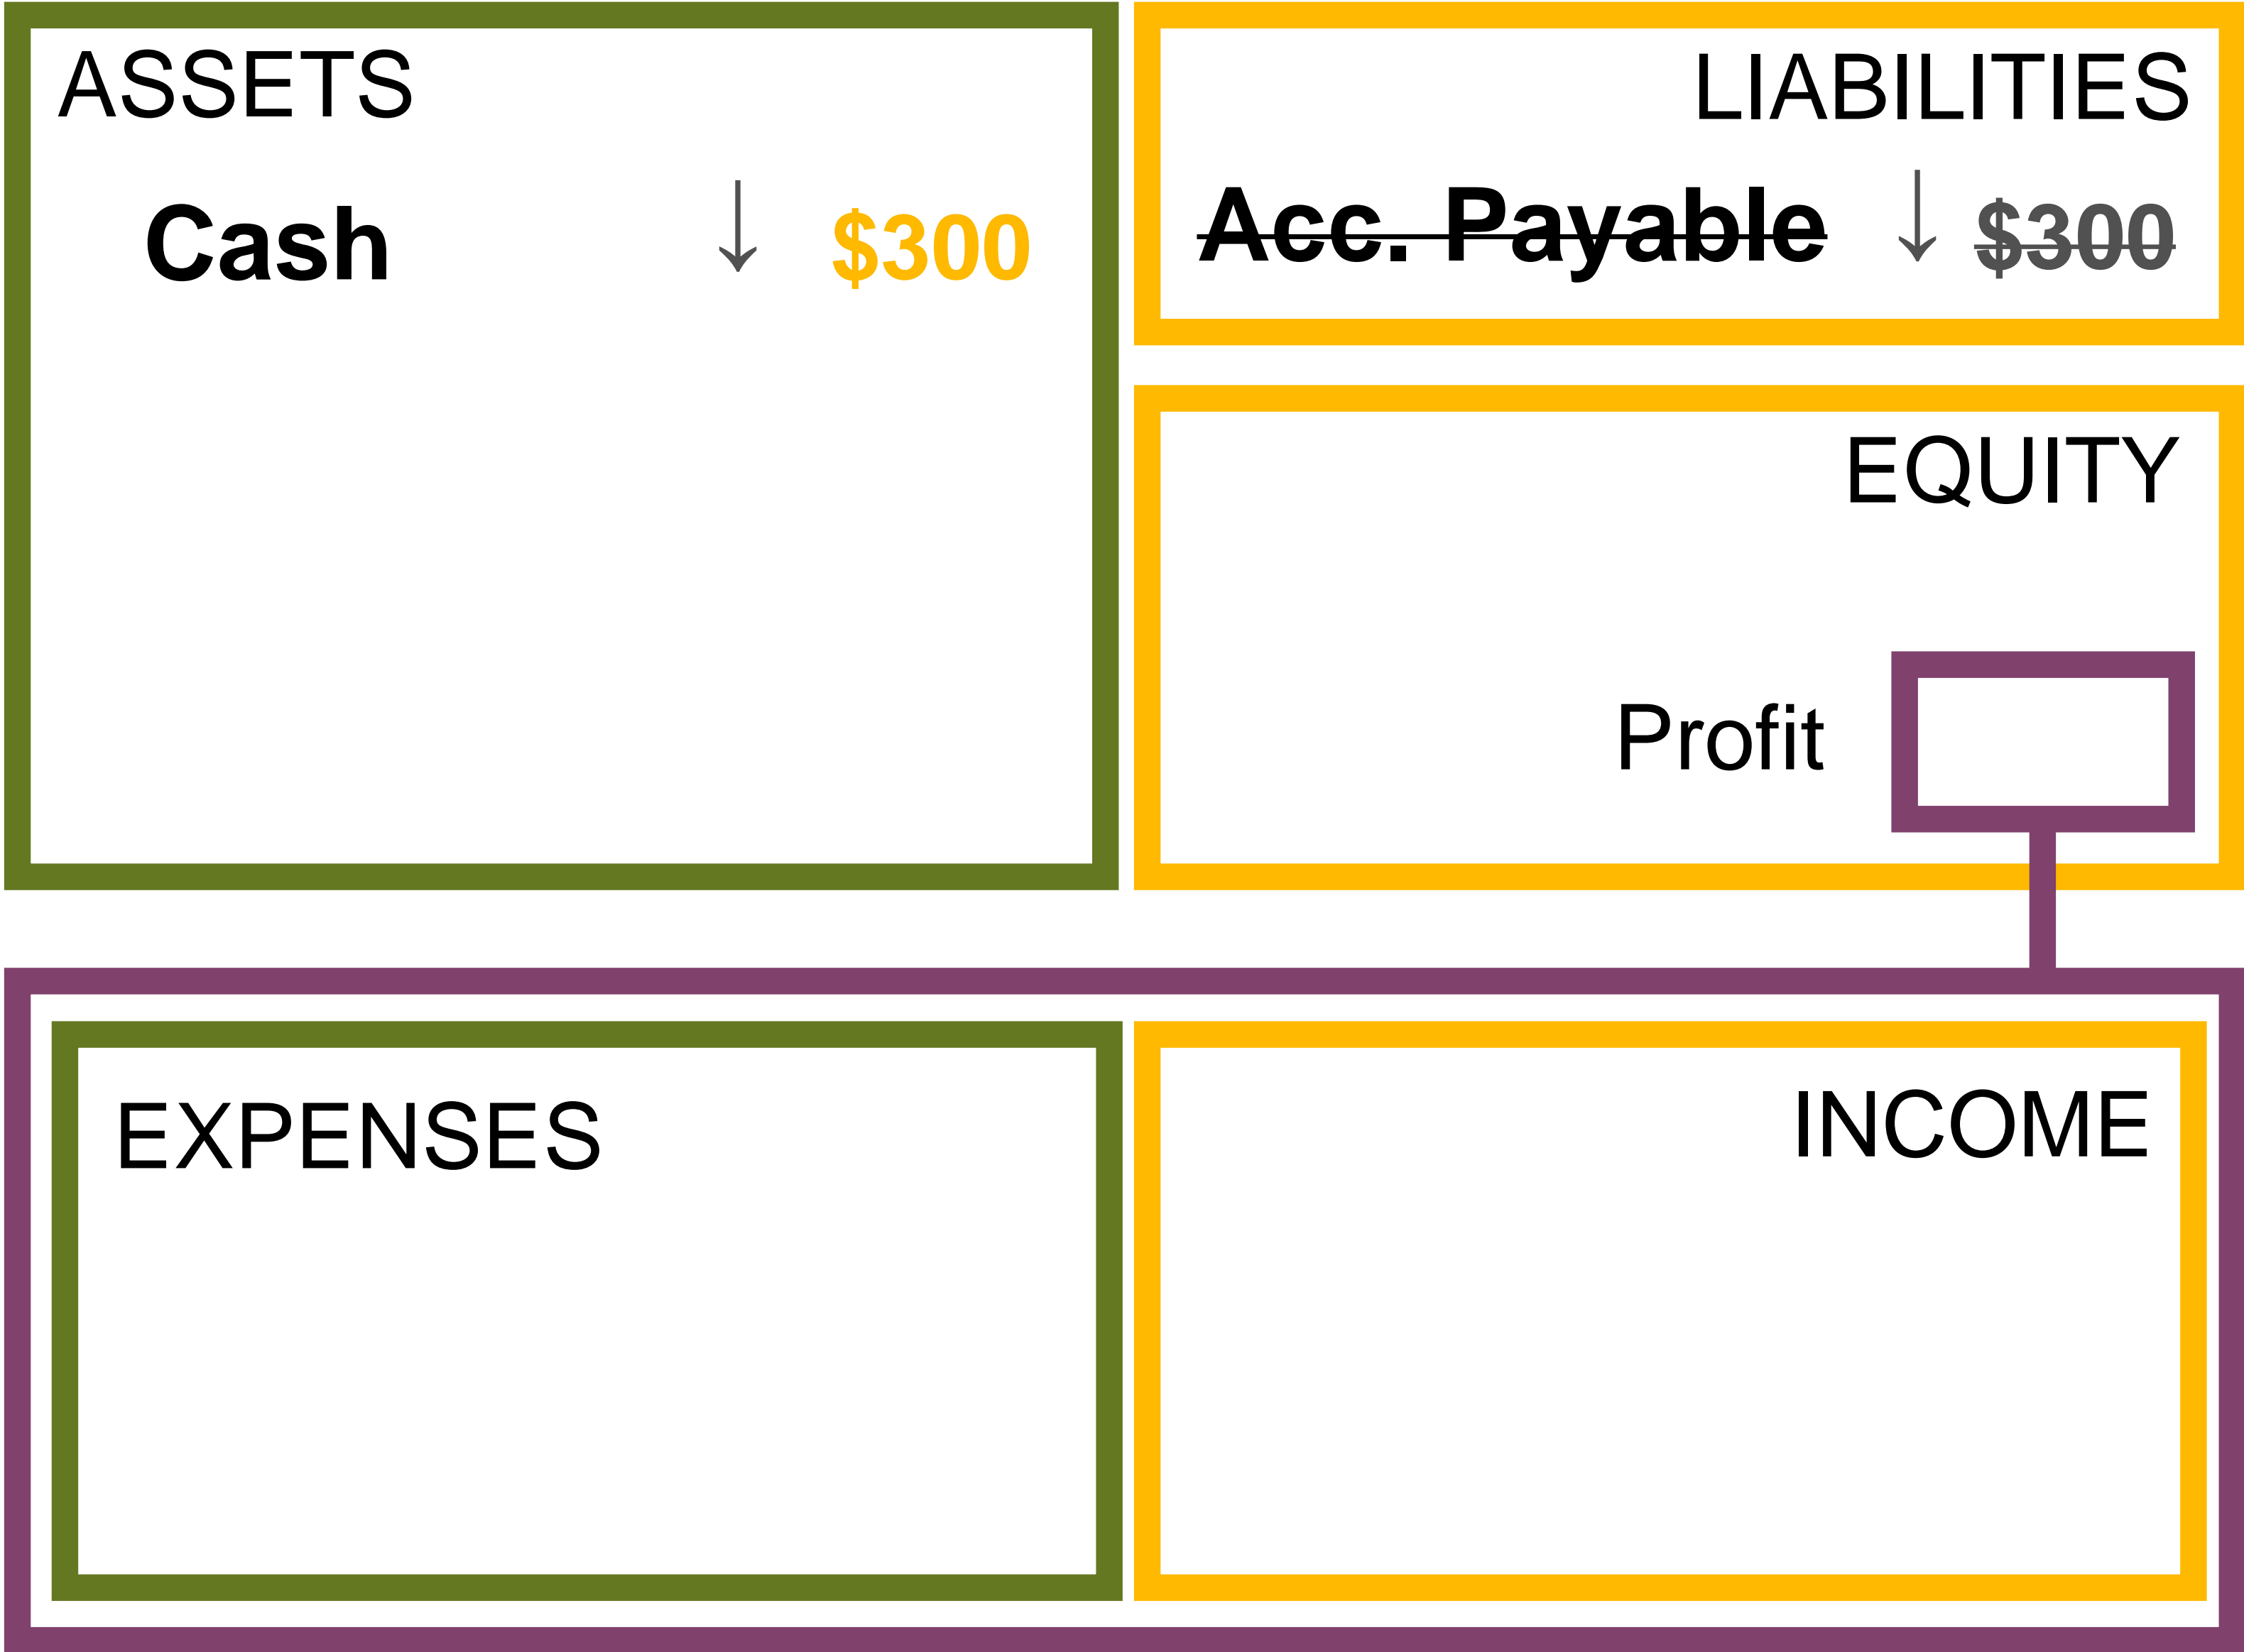 ASSETS
Cash ↓ $300
LIABILITIES
Acc. Payable ↓ $300
EQUITY
Profit
EXPENSES
INCOME